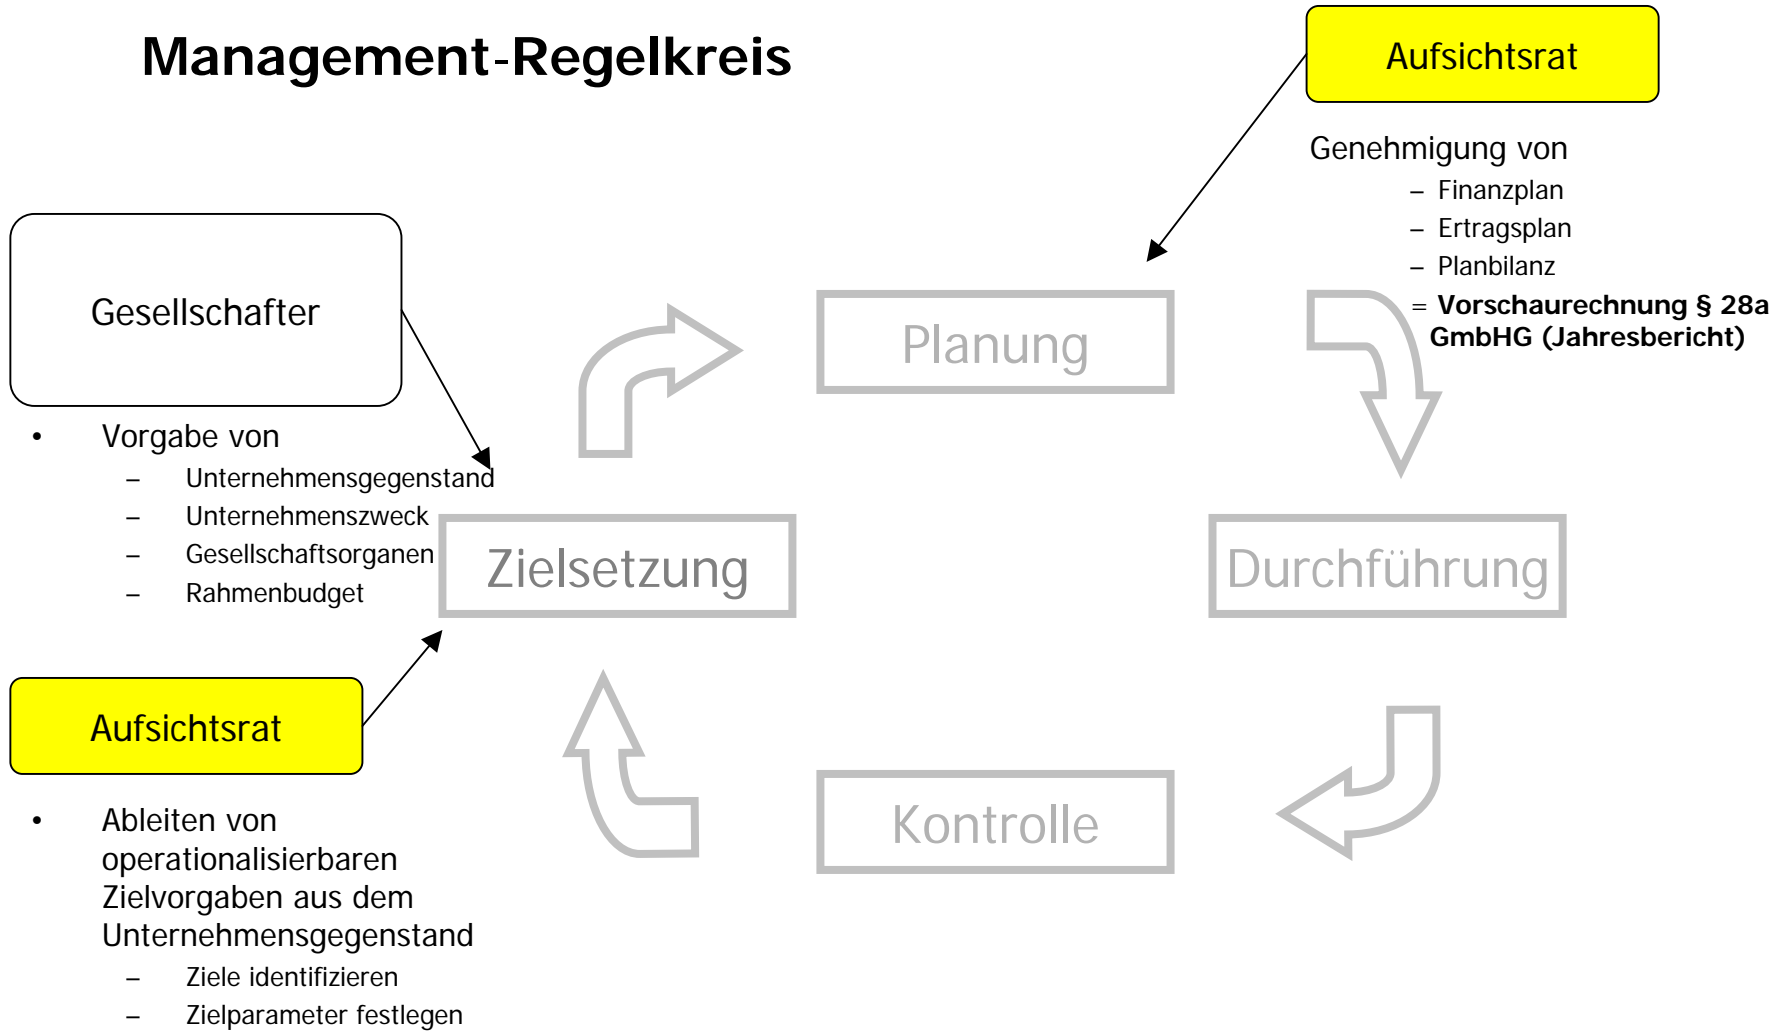 Management-Regelkreis
Aufsichtsrat
Genehmigung von
– Finanzplan
– Ertragsplan
– Planbilanz
= Vorschaurechnung § 28a
GmbHG (Jahresbericht)
Gesellschafter
• Vorgabe von
– Unternehmensgegenstand
– Unternehmenszweck
– Gesellschaftsorganen
– Rahmenbudget
Planung
Zielsetzung
Durchführung
Kontrolle
Aufsichtsrat
• Ableiten von
operationalisierbaren
Zielvorgaben aus dem
Unternehmensgegenstand
– Ziele identifizieren
– Zielparameter festlegen